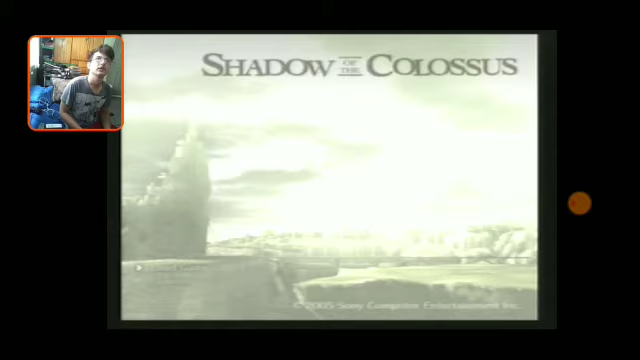 SHADOW OF THE COLOSSUS
© 2005 Sony Computer Entertainment Inc.